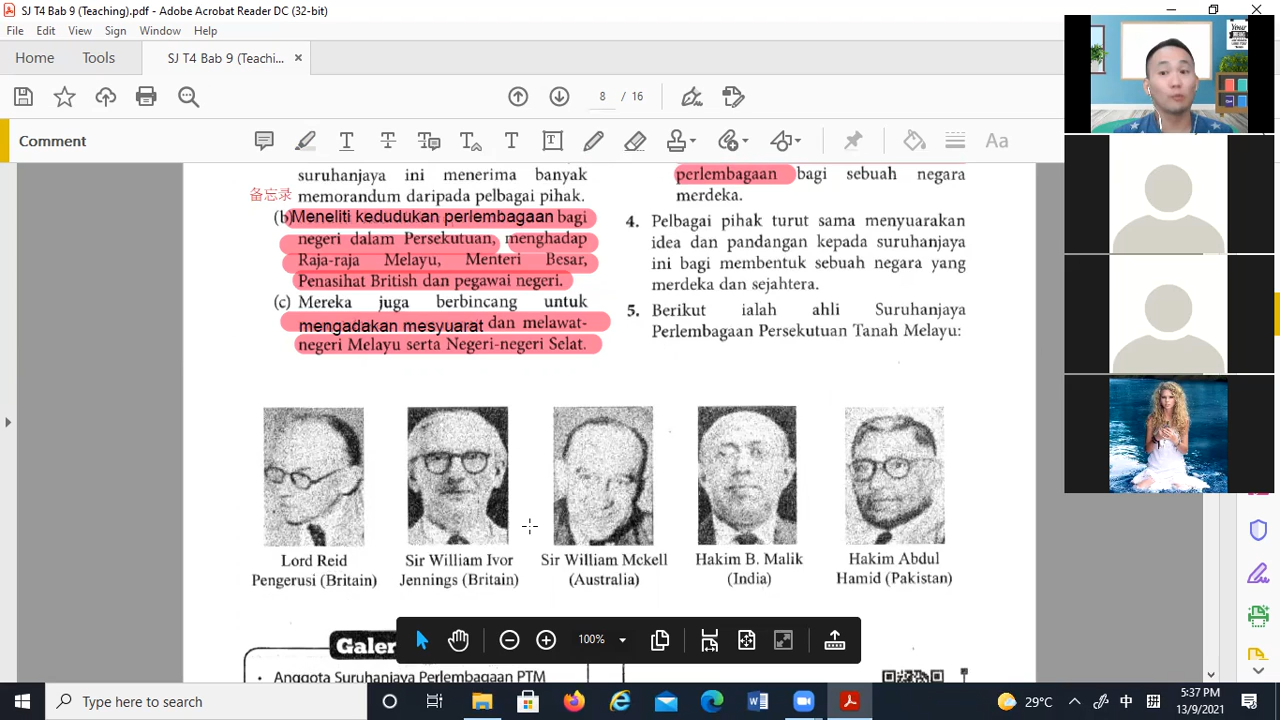 SJ T4 Bab 9 (Teaching).pdf - Adobe Acrobat Reader DC (32-bit)
File Edit View Sign Window Help
Home Tools SJ T4 Bab 9 (Teachi...
8 / 16
Comment
suruhanjaya ini menerima banyak
备忘录 memorandum daripada pelbagai pihak.
(b) Meneliti kedudukan perlembagaan bagi
negeri dalam Persekutuan, menghadap
Raja-raja Melayu, Menteri Besar,
Penasihat British dan pegawai negeri.
(c) Mereka juga berbincang untuk
mengadakan mesyuarat dan melawat-
negeri Melayu serta Negeri-negeri Selat.
perlembagaan bagi sebuah negara
merdeka.
4. Pelbagai pihak turut sama menyuarakan
idea dan pandangan kepada suruhanjaya
ini bagi membentuk sebuah negara yang
merdeka dan sejahtera.
5. Berikut ialah ahli Suruhanjaya
Perlembagaan Persekutuan Tanah Melayu:
Lord Reid
Pengerusi (Britain)
Sir William Ivor
Jennings (Britain)
Sir William Mckell
(Australia)
Hakim B. Malik
(India)
Hakim Abdul
Hamid (Pakistan)
Galer
• Anggota Suruhanjaya Perlembagaan PTM
100%
Type here to search
29°C
中
拼
5:37 PM
13/9/2021